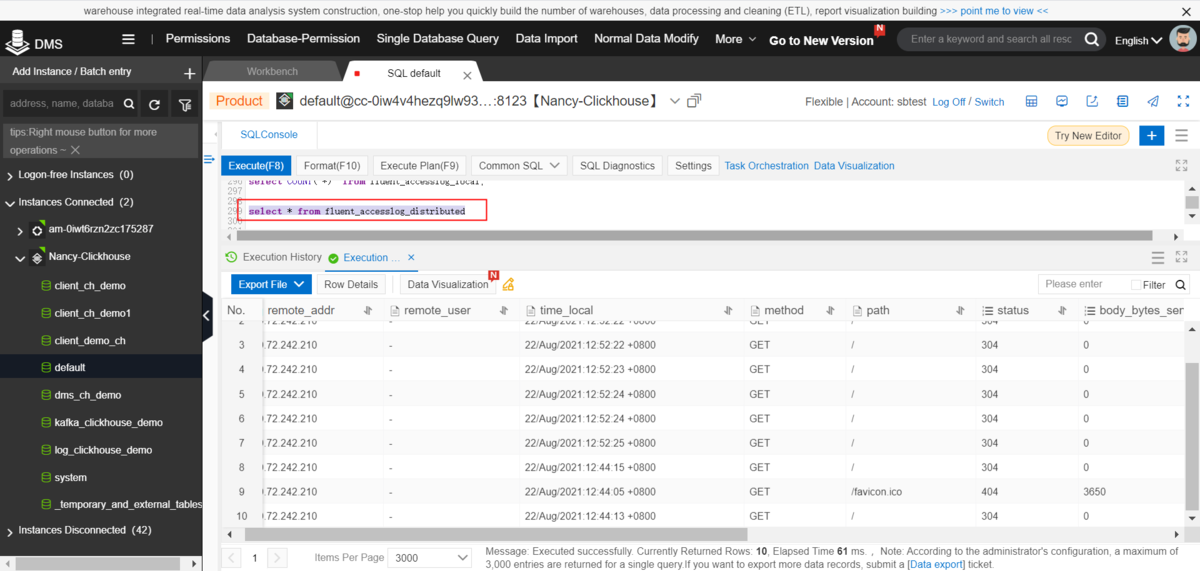 warehouse integrated real-time data analysis system construction, one-stop help you quickly build the number of warehouses, data processing and cleaning (ETL), report visualization building >>> point me to view <<
DMS
Permissions Database-Permission Single Database Query Data Import Normal Data Modify More Go to New Version N Enter a keyword and search all resc English
Add Instance / Batch entry +
Workbench SQL default
address, name, databa
Product default@cc-0iw4v4hezq9lw93...:8123【Nancy-Clickhouse】 Flexible | Account: sbtest Log Off / Switch
tips:Right mouse button for more
operations ~
SQLConsole Try New Editor +
Execute(F8) Format(F10) Execute Plan(F9) Common SQL SQL Diagnostics Settings Task Orchestration Data Visualization
Logon-free Instances (0)
Instances Connected (2)
am-0iwt6rzn2zc175287
Nancy-Clickhouse
client_ch_demo
client_ch_demo1
client_demo_ch
default
dms_ch_demo
kafka_clickhouse_demo
log_clickhouse_demo
system
_temporary_and_external_tables
Instances Disconnected (42)
296 select COUNT(*) from fluent_accesslog_local;
297
298
299 select * from fluent_accesslog_distributed
Execution History Execution ...
Export File Row Details Data Visualization N Please enter Filter
No. remote_addr remote_user time_local method path status body_bytes_sen
2 .72.242.210 - 22/Aug/2021:12:52:22 +0800 GET / 304 0
3 .72.242.210 - 22/Aug/2021:12:52:22 +0800 GET / 304 0
4 .72.242.210 - 22/Aug/2021:12:52:23 +0800 GET / 304 0
5 .72.242.210 - 22/Aug/2021:12:52:24 +0800 GET / 304 0
6 .72.242.210 - 22/Aug/2021:12:52:24 +0800 GET / 304 0
7 .72.242.210 - 22/Aug/2021:12:52:25 +0800 GET / 304 0
8 .72.242.210 - 22/Aug/2021:12:44:15 +0800 GET / 304 0
9 .72.242.210 - 22/Aug/2021:12:44:05 +0800 GET /favicon.ico 404 3650
10 .72.242.210 - 22/Aug/2021:12:44:13 +0800 GET / 304 0
1 Items Per Page 3000
Message: Executed successfully. Currently Returned Rows: 10, Elapsed Time 61 ms. , Note: According to the administrator's configuration, a maximum of
3,000 entries are returned for a single query.If you want to export more data records, submit a [Data export] ticket.